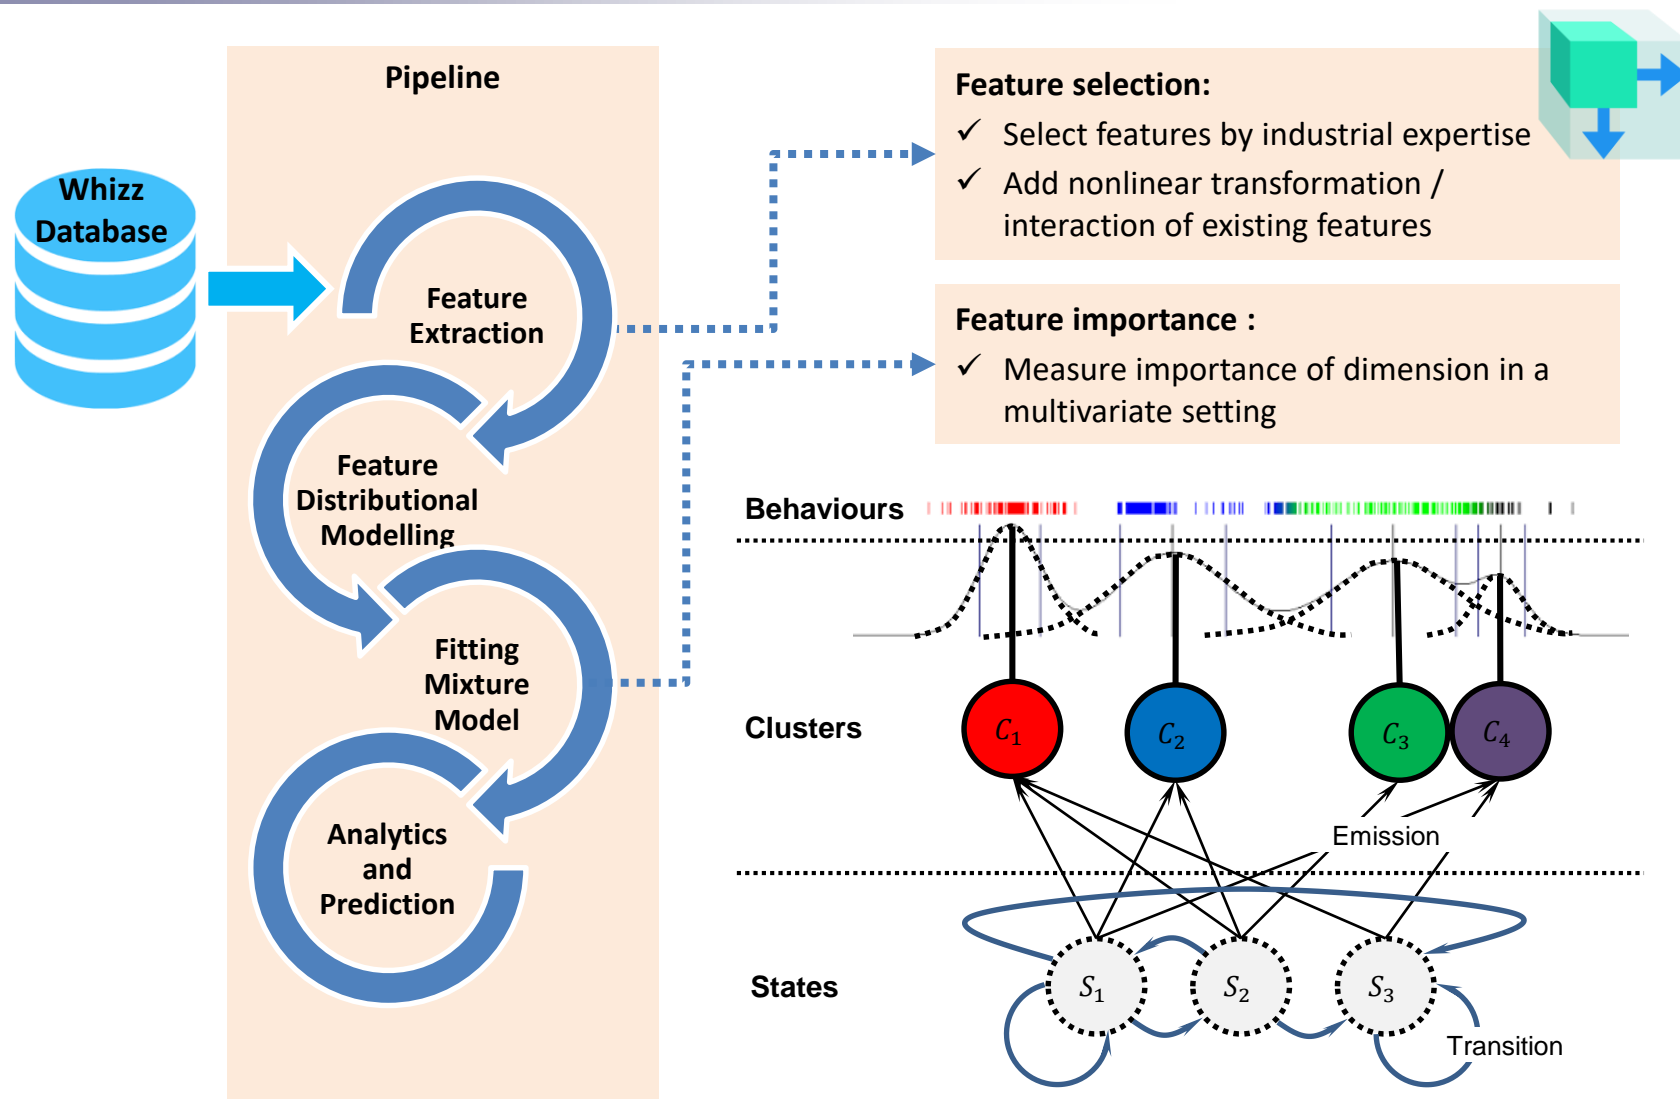 Pipeline
Whizz
Database
Feature
Extraction
Feature
Distributional
Modelling
Fitting
Mixture
Model
Analytics
and
Prediction
Feature selection:
✓ Select features by industrial expertise
✓ Add nonlinear transformation /
interaction of existing features
Feature importance :
✓ Measure importance of dimension in a
multivariate setting
Behaviours
Clusters
C₁
C₂
C₃
C₄
Emission
States
S₁
S₂
S₃
Transition